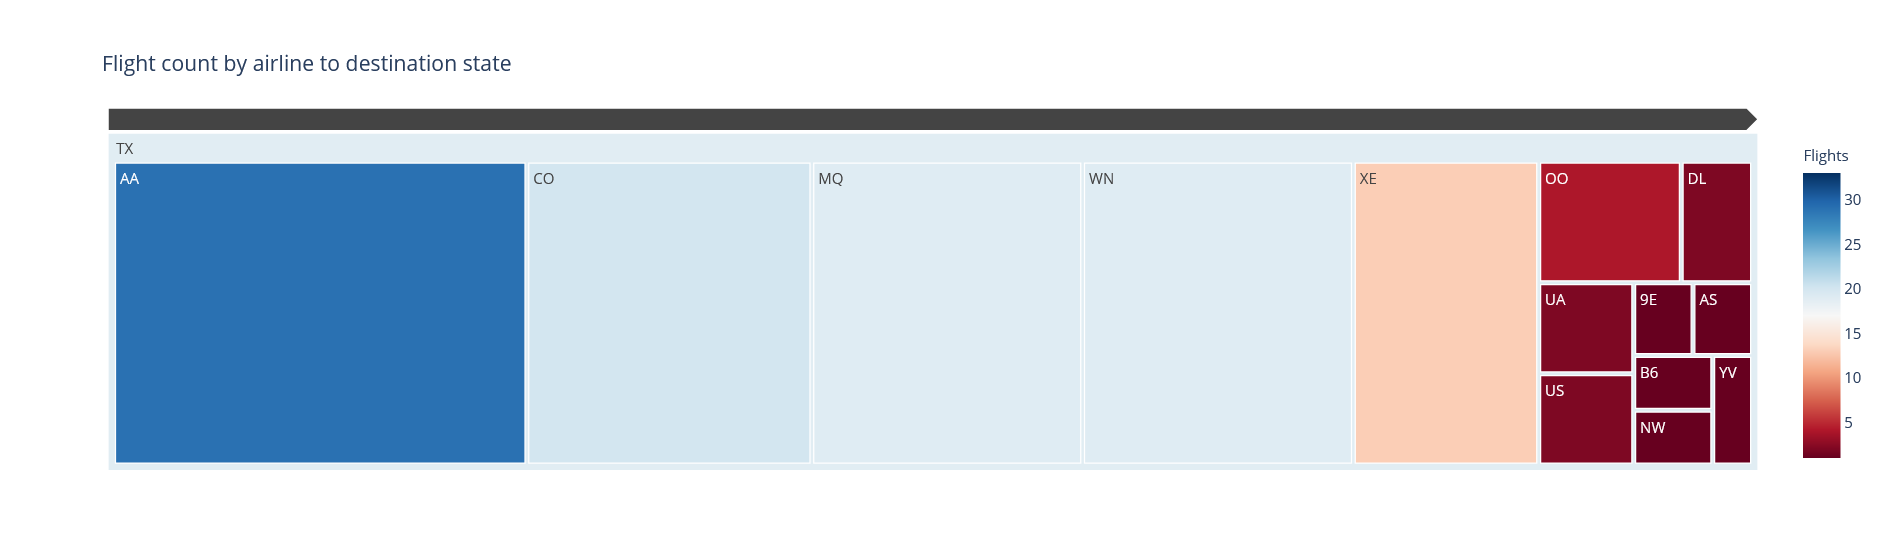 Flight count by airline to destination state
TX
AA
CO
MQ
WN
XE
OO
DL
UA
9E
AS
US
B6
YV
NW
Flights
30
25
20
15
10
5